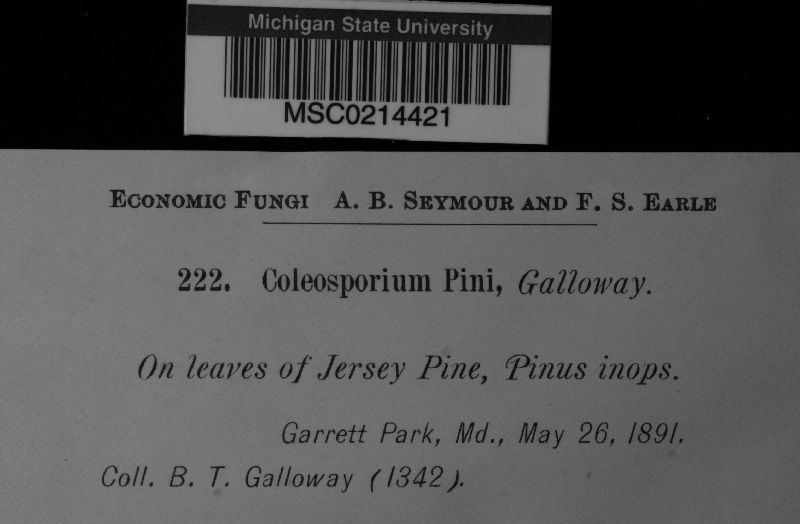 Michigan State University
MSC0214421
Economic Fungi A. B. Seymour and F. S. Earle
222. Coleosporium Pini, Galloway.
On leaves of Jersey Pine, Pinus inops.
Garrett Park, Md., May 26, 1891.
Coll. B. T. Galloway (1342).